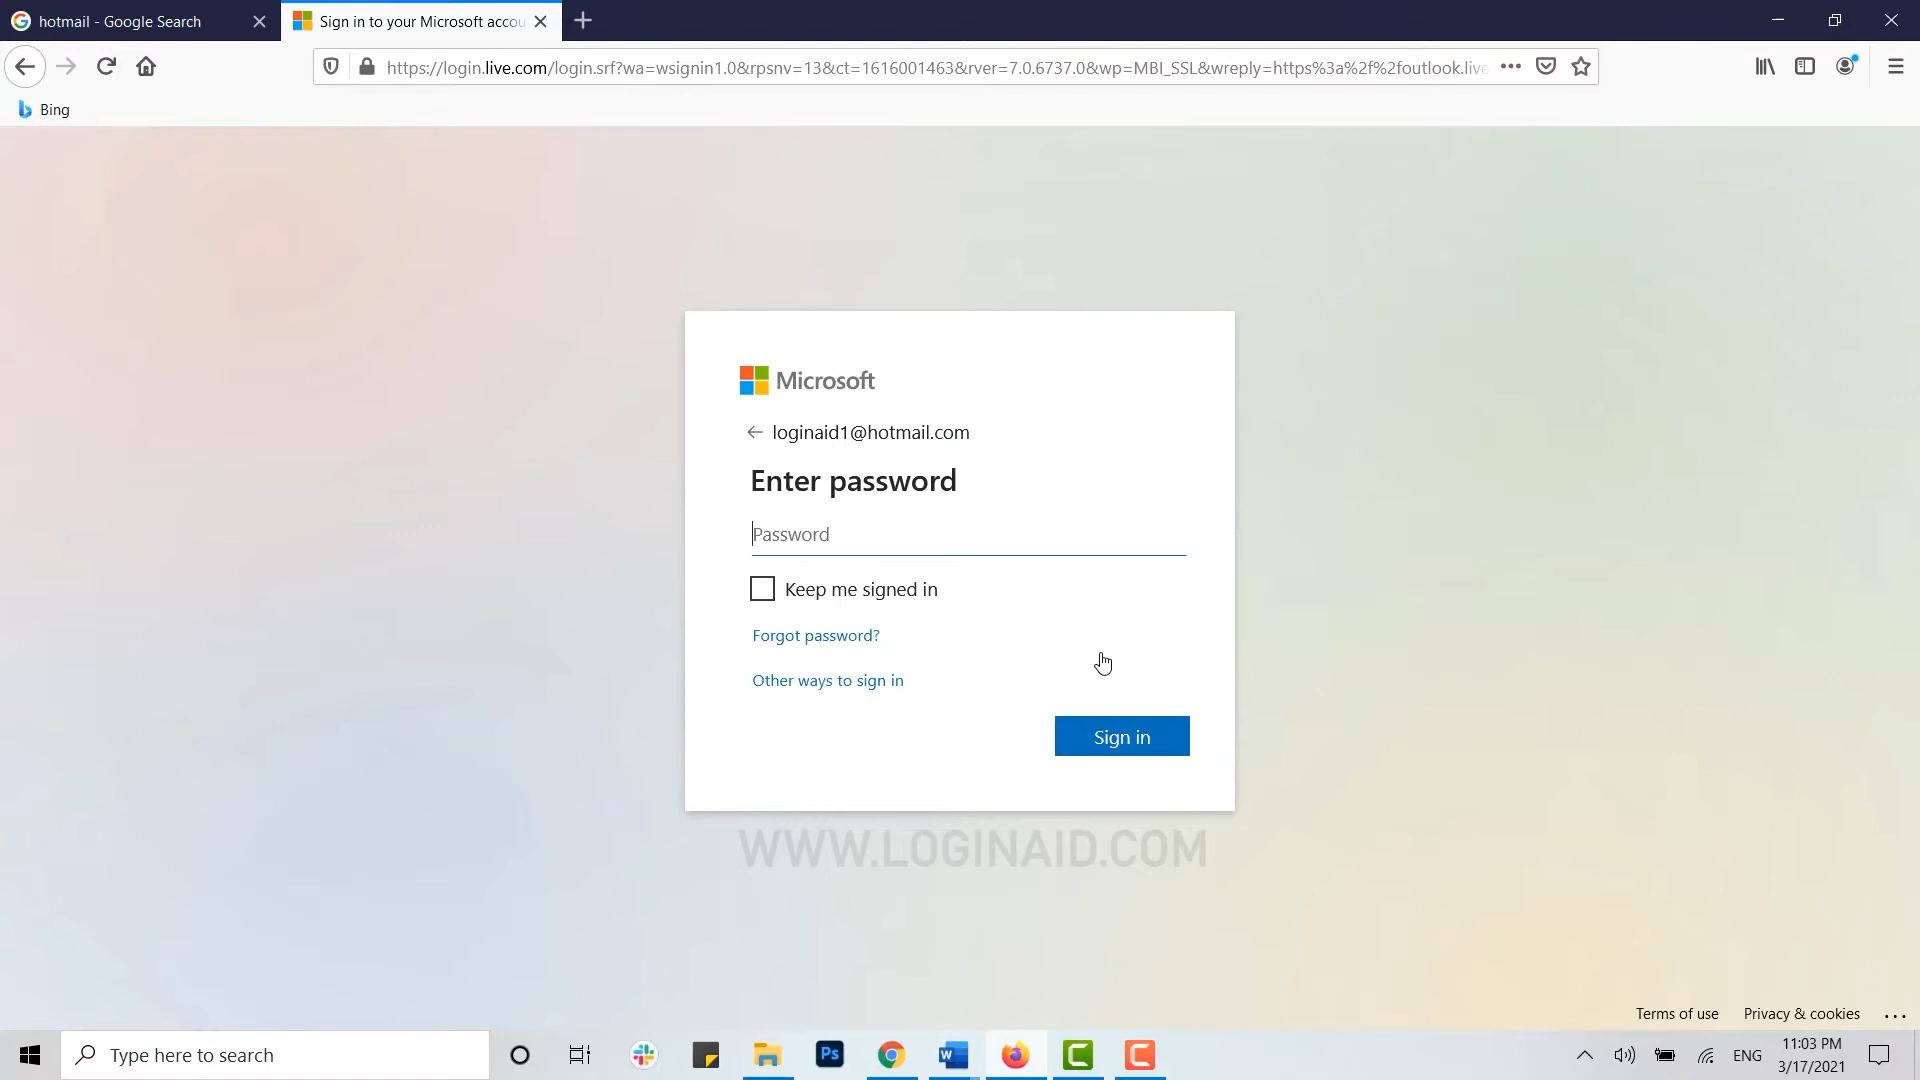 hotmail - Google Search
Sign in to your Microsoft accou
https://login.live.com/login.srf?wa=wsignin1.0&rpsnv=13&ct=1616001463&rver=7.0.6737.0&wp=MBI_SSL&wreply=https%3a%2f%2foutlook.live
Bing
Microsoft
loginaid1@hotmail.com
Enter password
Password
Keep me signed in
Forgot password?
Other ways to sign in
Sign in
WWW.LOGINAID.COM
Terms of use
Privacy & cookies
Type here to search
Ps
W
C
C
ENG
11:03 PM
3/17/2021